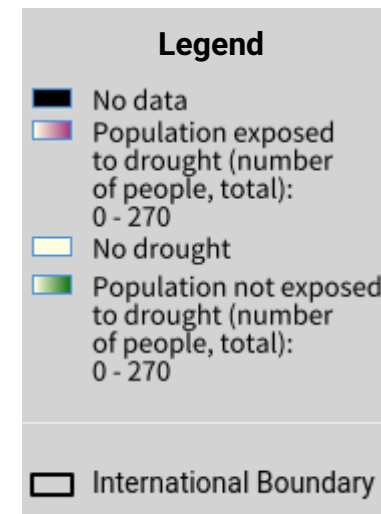 Legend
No data
Population exposed
to drought (number
of people, total):
0 - 270
No drought
Population not exposed
to drought (number
of people, total):
0 - 270
International Boundary